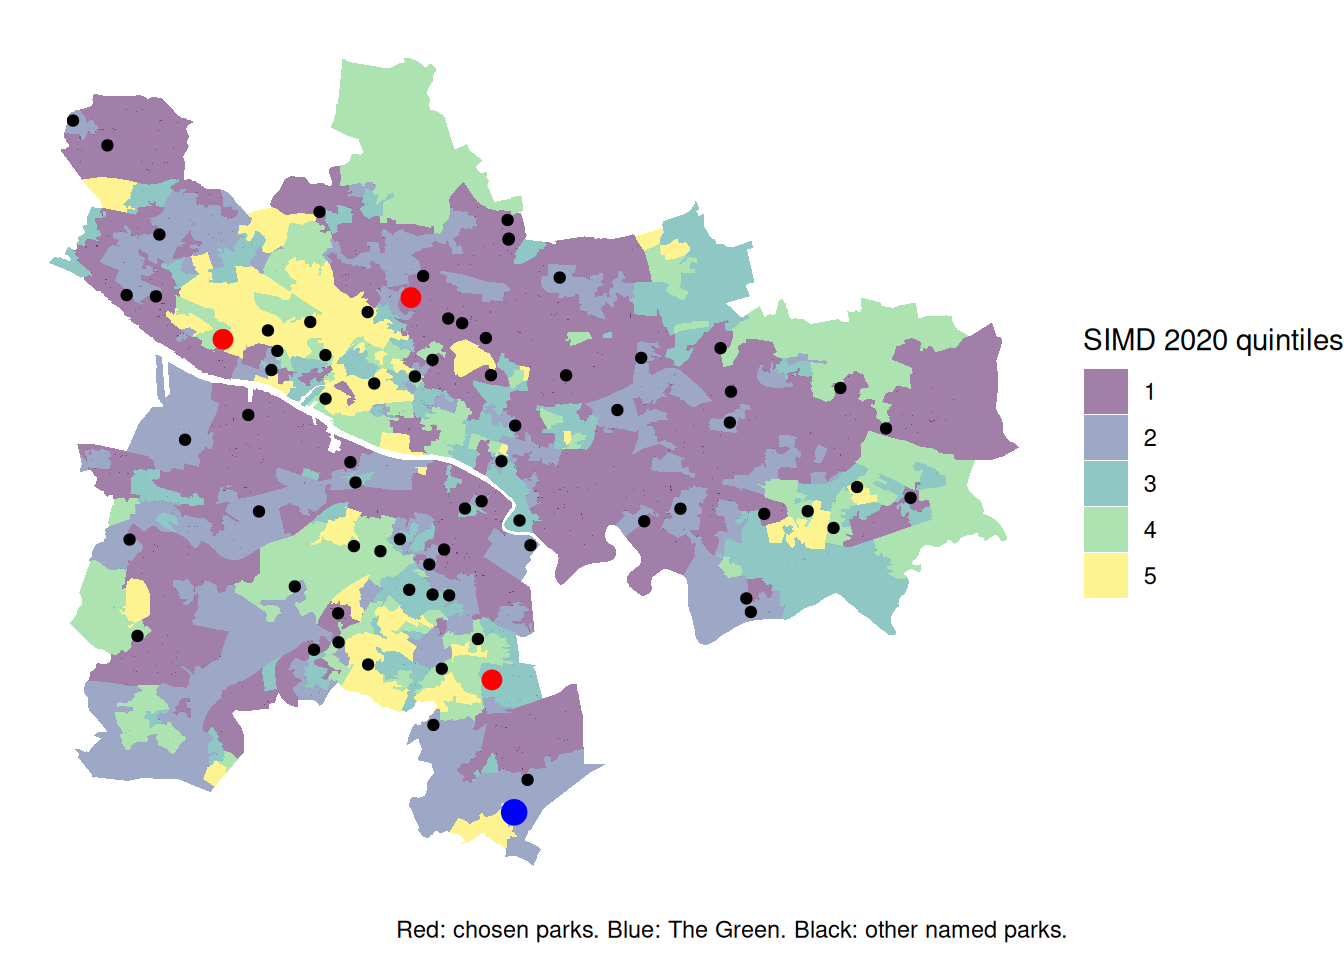 SIMD 2020 quintiles
1
2
3
4
5
Red: chosen parks. Blue: The Green. Black: other named parks.